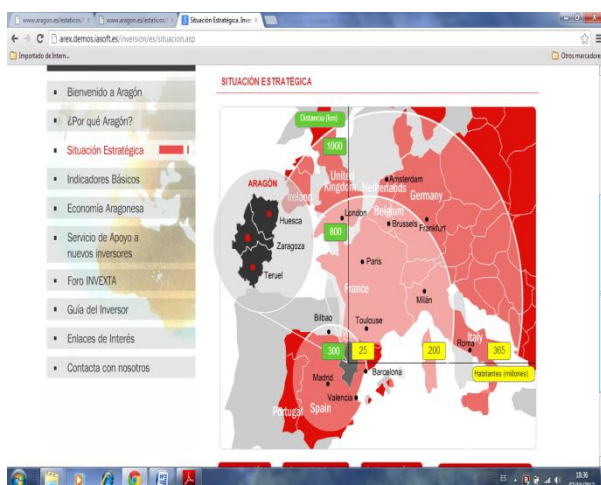 www.aragon.es/estaticos/
www.aragon.es/estaticos/
Situación Estratégica. Inve
arex.demos.iasoft.es/inversion/es/situacion.asp
Importado de Intern...
Otros marcadores
Bienvenido a Aragón
¿Por qué Aragón?
Situación Estratégica
Indicadores Básicos
Economía Aragonesa
Servicio de Apoyo a
nuevos inversores
Foro INVEXTA
Guía del Inversor
Enlaces de Interés
Contacta con nosotros
SITUACIÓN ESTRATÉGICA
Distancia (km)
1000
United
Kingdom
Ireland
Netherlands
Amsterdam
Germany
ARAGÓN
Huesca
Zaragoza
Teruel
London
Belgium
Brussels
Frankfurt
800
Paris
France
Milán
Bilbao
Toulouse
300
25
200
Roma
Italy
365
Habitantes (millones)
Madrid
Barcelona
Valencia
Portugal
Spain
ES
18:36